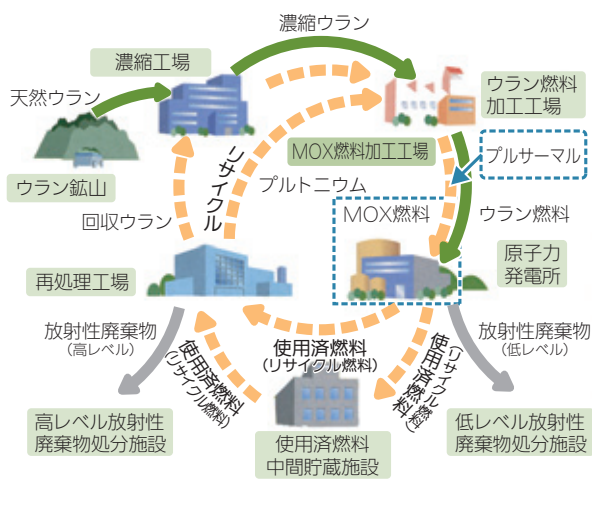 濃縮ウラン
濃縮工場
天然ウラン
ウラン燃料
加工工場
MOX燃料加工工場
プルサーマル
ウラン鉱山
リサイクル
プルトニウム
回収ウラン
MOX燃料
ウラン燃料
再処理工場
原子力
発電所
放射性廃棄物
(高レベル)
使用済燃料
(リサイクル燃料)
使用済燃料
(リサイクル燃料)
使用済燃料
(リサイクル燃料)
放射性廃棄物
(低レベル)
高レベル放射性
廃棄物処分施設
使用済燃料
中間貯蔵施設
低レベル放射性
廃棄物処分施設